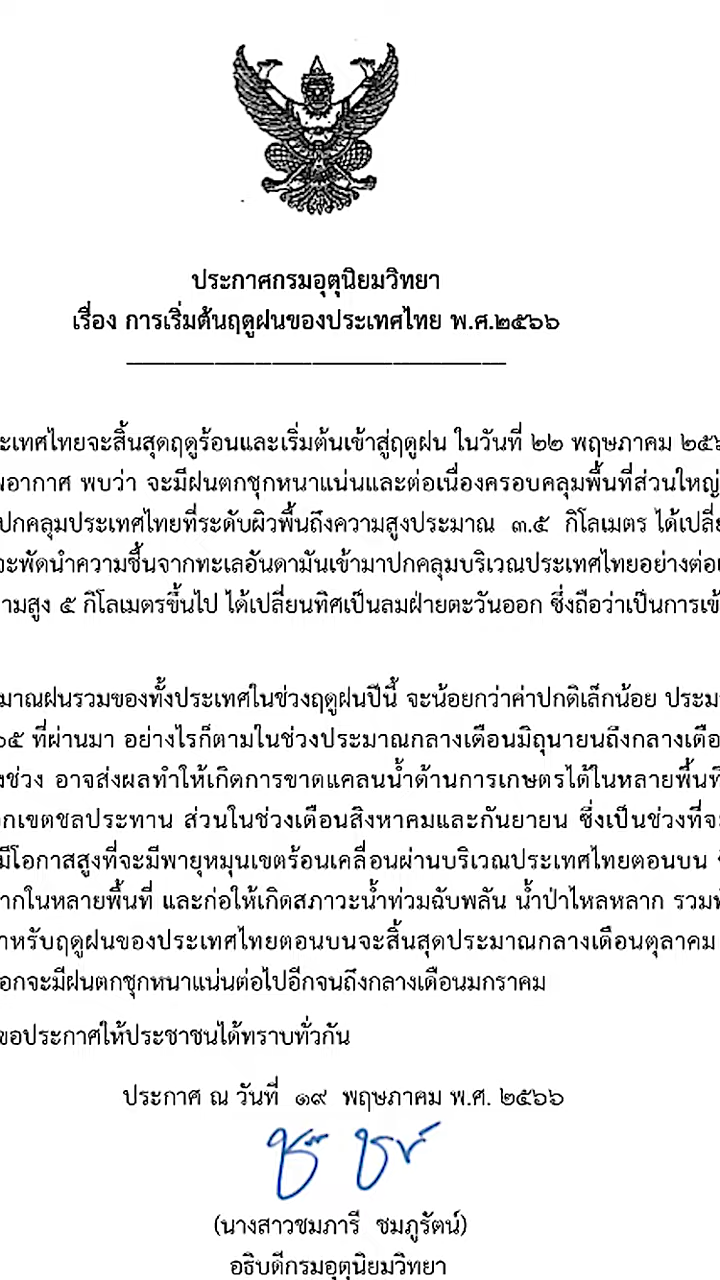 ประกาศกรมอุตุนิยมวิทยา
เรื่อง การเริ่มต้นฤดูฝนของประเทศไทย พ.ศ.๒๕๖๖
ะเทศไทยจะสิ้นสุดฤดูร้อนและเริ่มต้นเข้าสู่ฤดูฝน ในวันที่ ๒๒ พฤษภาคม ๒๕๖
พอากาศ พบว่า จะมีฝนตกชุกหนาแน่นและต่อเนื่องครอบคลุมพื้นที่ส่วนใหญ่
ปกคลุมประเทศไทยที่ระดับผิวพื้นถึงความสูงประมาณ ๓.๕ กิโลเมตร ได้เปลี่
จะพัดนำความชื้นจากทะเลอันดามันเข้ามาปกคลุมบริเวณประเทศไทยอย่างต่อเ
วามสูง ๕ กิโลเมตรขึ้นไป ได้เปลี่ยนทิศเป็นลมฝ่ายตะวันออก ซึ่งถือว่าเป็นการเข้
มาณฝนรวมของทั้งประเทศในช่วงฤดูฝนปีนี้ จะน้อยกว่าค่าปกติเล็กน้อย ประม
๖๕ ที่ผ่านมา อย่างไรก็ตามในช่วงประมาณกลางเดือนมิถุนายนถึงกลางเดือ
งช่วง อาจส่งผลทำให้เกิดการขาดแคลนน้ำด้านการเกษตรได้ในหลายพื้นที่
อกเขตชลประทาน ส่วนในช่วงเดือนสิงหาคมและกันยายน ซึ่งเป็นช่วงที่จะ
มีโอกาสสูงที่จะมีพายุหมุนเขตร้อนเคลื่อนผ่านบริเวณประเทศไทยตอนบน
ากในหลายพื้นที่ และก่อให้เกิดสภาวะน้ำท่วมฉับพลัน น้ำป่าไหลหลาก รวมทั
ำหรับฤดูฝนของประเทศไทยตอนบนจะสิ้นสุดประมาณกลางเดือนตุลาคม
อกจะมีฝนตกชุกหนาแน่นต่อไปอีกจนถึงกลางเดือนมกราคม
ขอประกาศให้ประชาชนได้ทราบทั่วกัน
ประกาศ ณ วันที่ ๑๙ พฤษภาคม พ.ศ. ๒๕๖๖
(นางสาวชมภารี ชมภูรัตน์)
อธิบดีกรมอุตุนิยมวิทยา